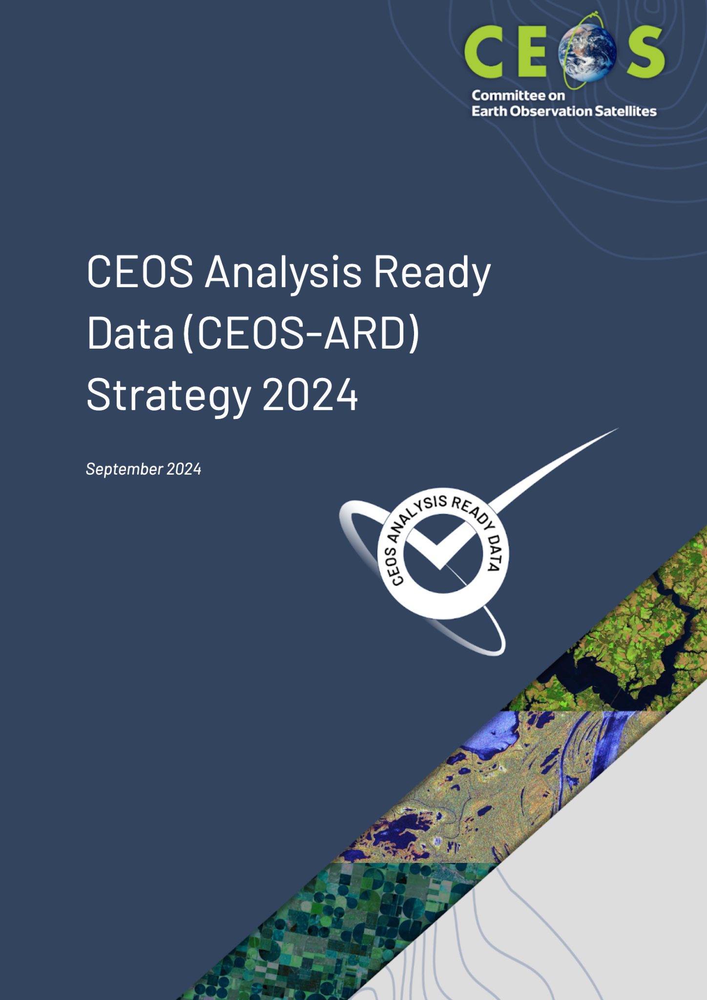 CEOS
Committee on
Earth Observation Satellites
CEOS Analysis Ready
Data (CEOS-ARD)
Strategy 2024
September 2024
CEOS ANALYSIS READY DATA